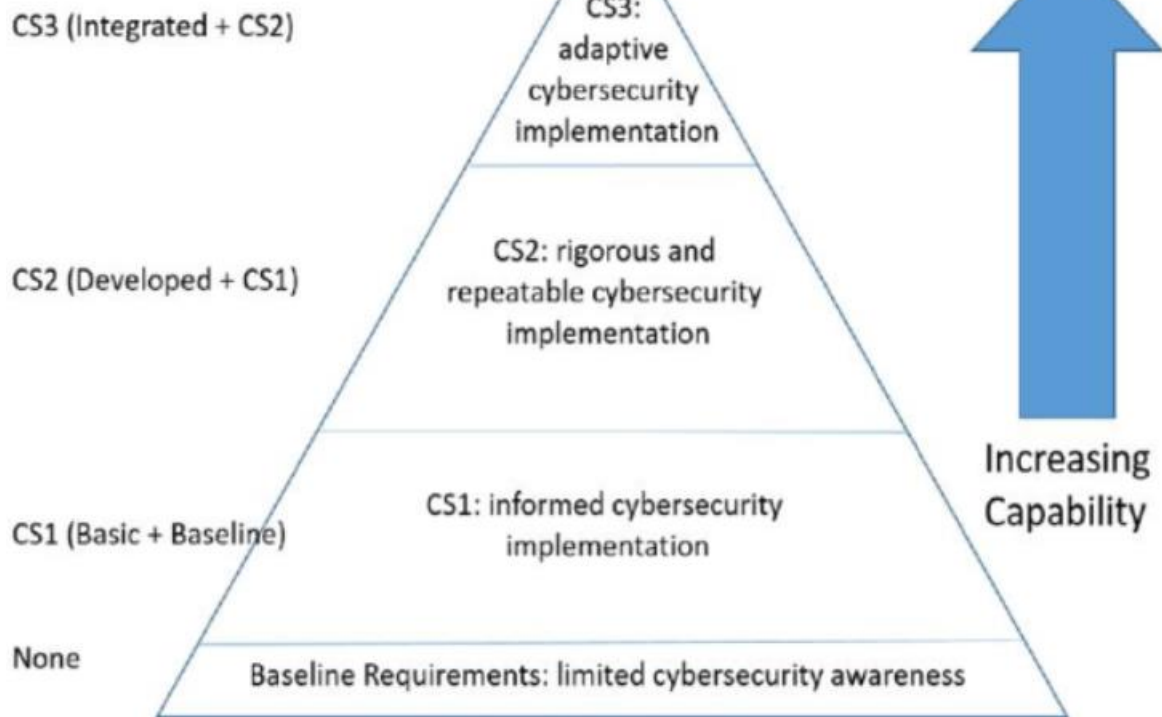 CS3 (Integrated + CS2)
CS3:
adaptive
cybersecurity
implementation
CS2 (Developed + CS1)
CS2: rigorous and
repeatable cybersecurity
implementation
Increasing
Capability
CS1 (Basic + Baseline)
CS1: informed cybersecurity
implementation
None
Baseline Requirements: limited cybersecurity awareness